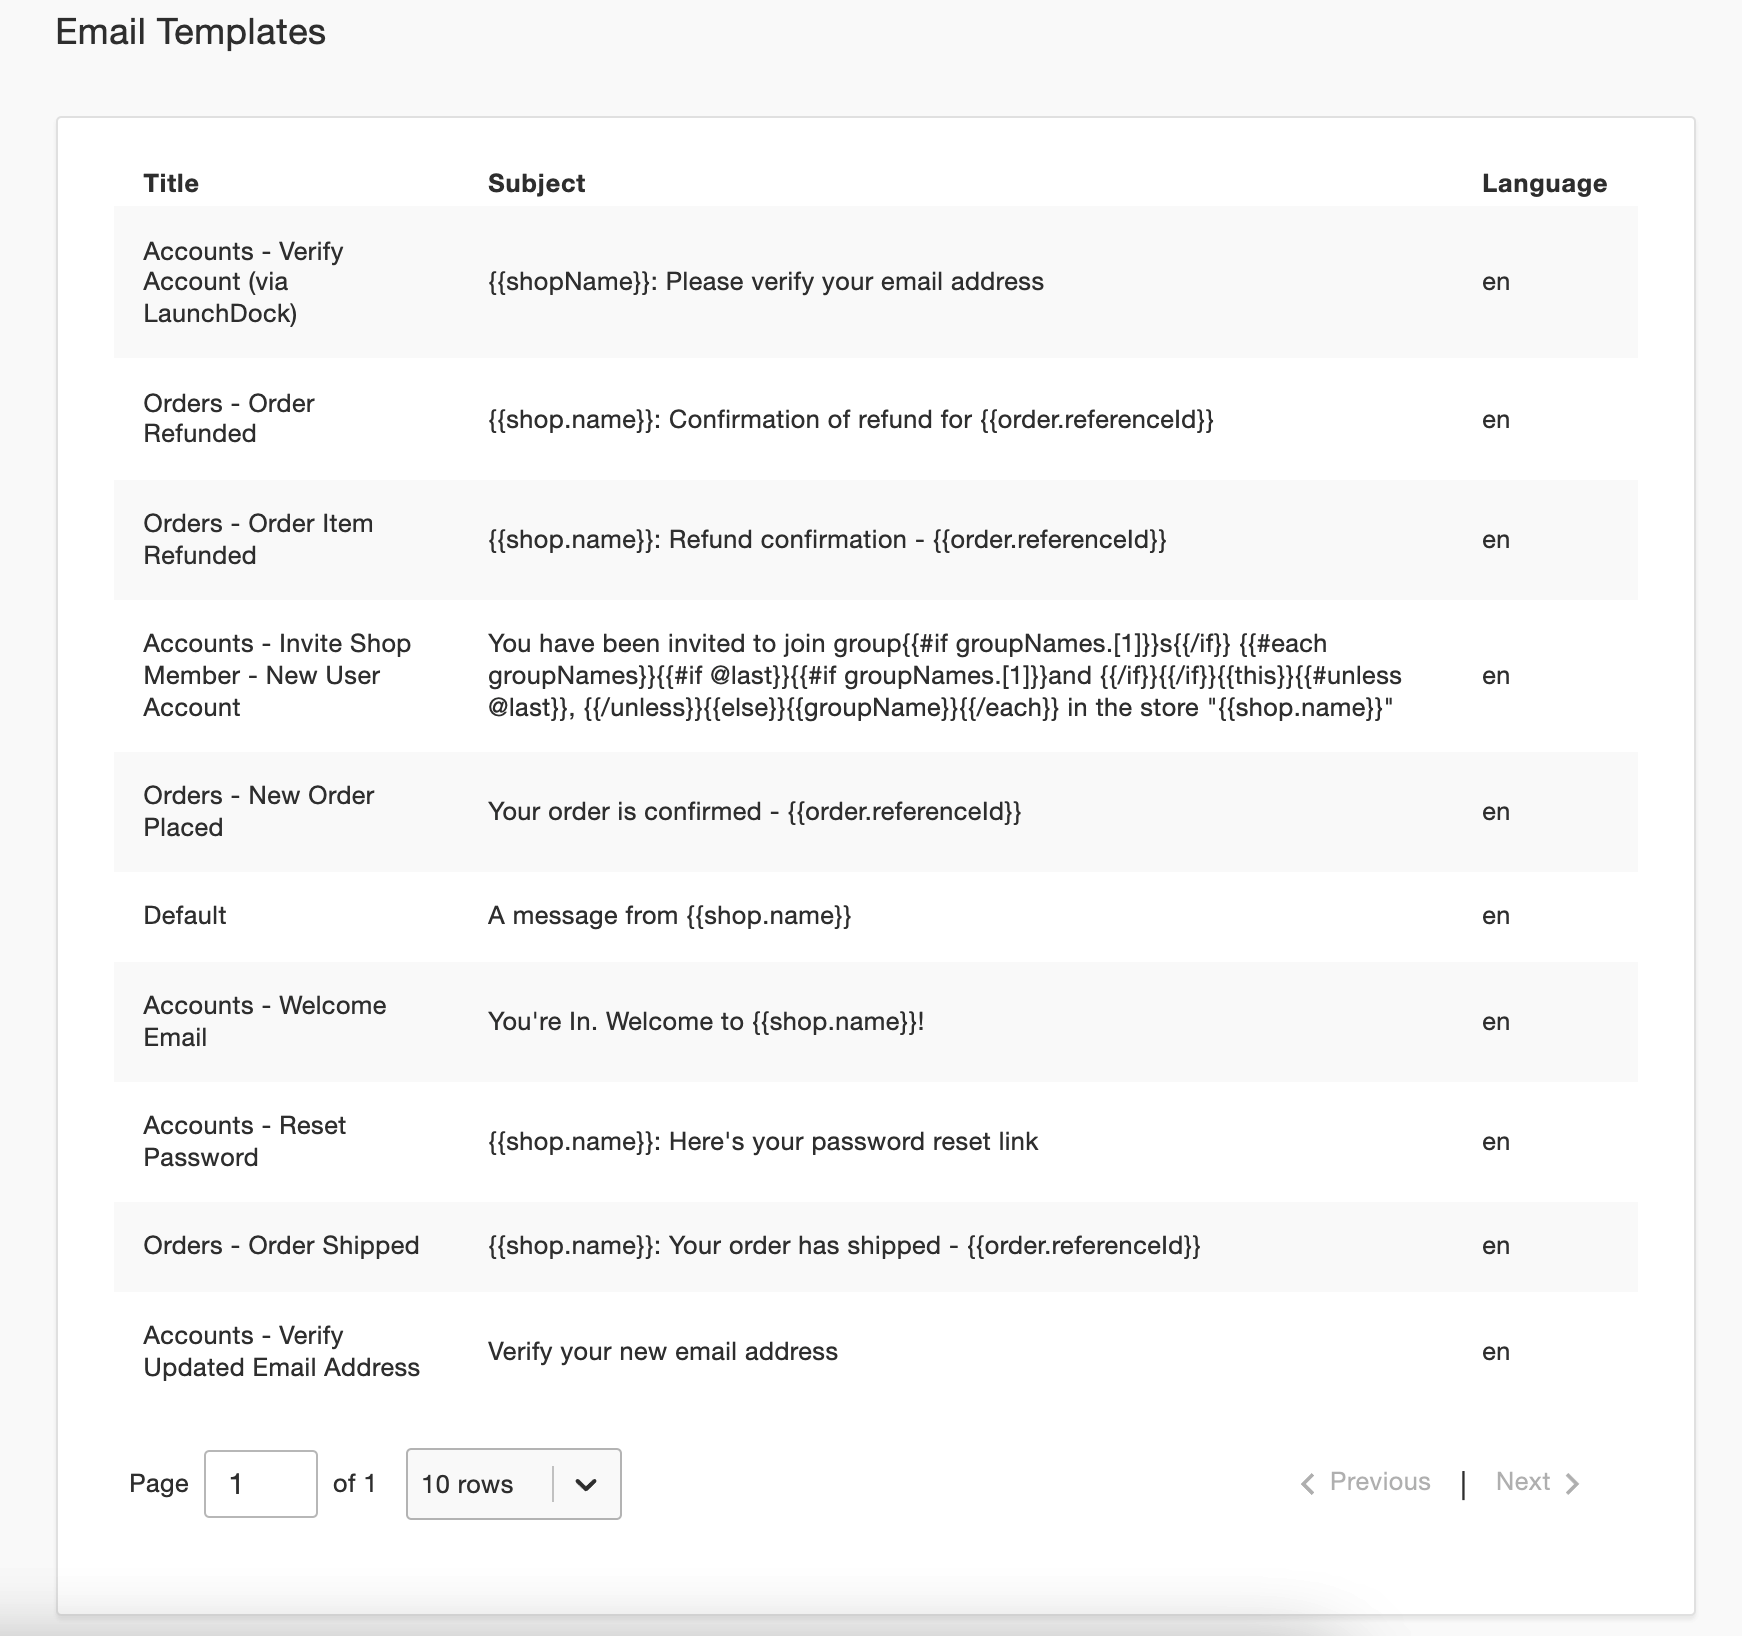 Email Templates
Title Subject Language
Accounts - Verify
Account (via
LaunchDock)
{{shopName}}: Please verify your email address
en
Orders - Order
Refunded
{{shop.name}}: Confirmation of refund for {{order.referenceId}}
en
Orders - Order Item
Refunded
{{shop.name}}: Refund confirmation - {{order.referenceId}}
en
Accounts - Invite Shop
Member - New User
Account
You have been invited to join group{{#if groupNames.[1]}}s{{/if}} {{#each
groupNames}}{{#if @last}}{{#if groupNames.[1]}}and {{/if}}{{/if}}{{this}}{{#unless
@last}}, {{/unless}}{{else}}{{groupName}}{{/each}} in the store "{{shop.name}}"
en
Orders - New Order
Placed
Your order is confirmed - {{order.referenceId}}
en
Default
A message from {{shop.name}}
en
Accounts - Welcome
Email
You're In. Welcome to {{shop.name}}!
en
Accounts - Reset
Password
{{shop.name}}: Here's your password reset link
en
Orders - Order Shipped
{{shop.name}}: Your order has shipped - {{order.referenceId}}
en
Accounts - Verify
Updated Email Address
Verify your new email address
en
Page 1 of 1 10 rows Previous | Next